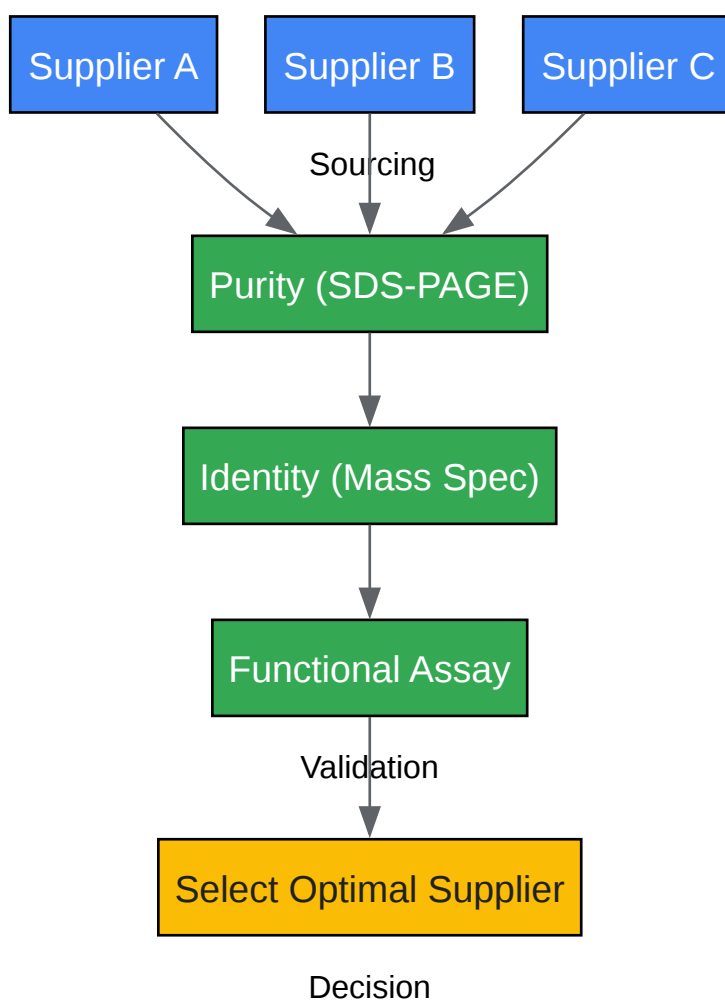 Supplier A
Supplier B
Supplier C
Sourcing
Purity (SDS-PAGE)
Identity (Mass Spec)
Functional Assay
Validation
Select Optimal Supplier
Decision